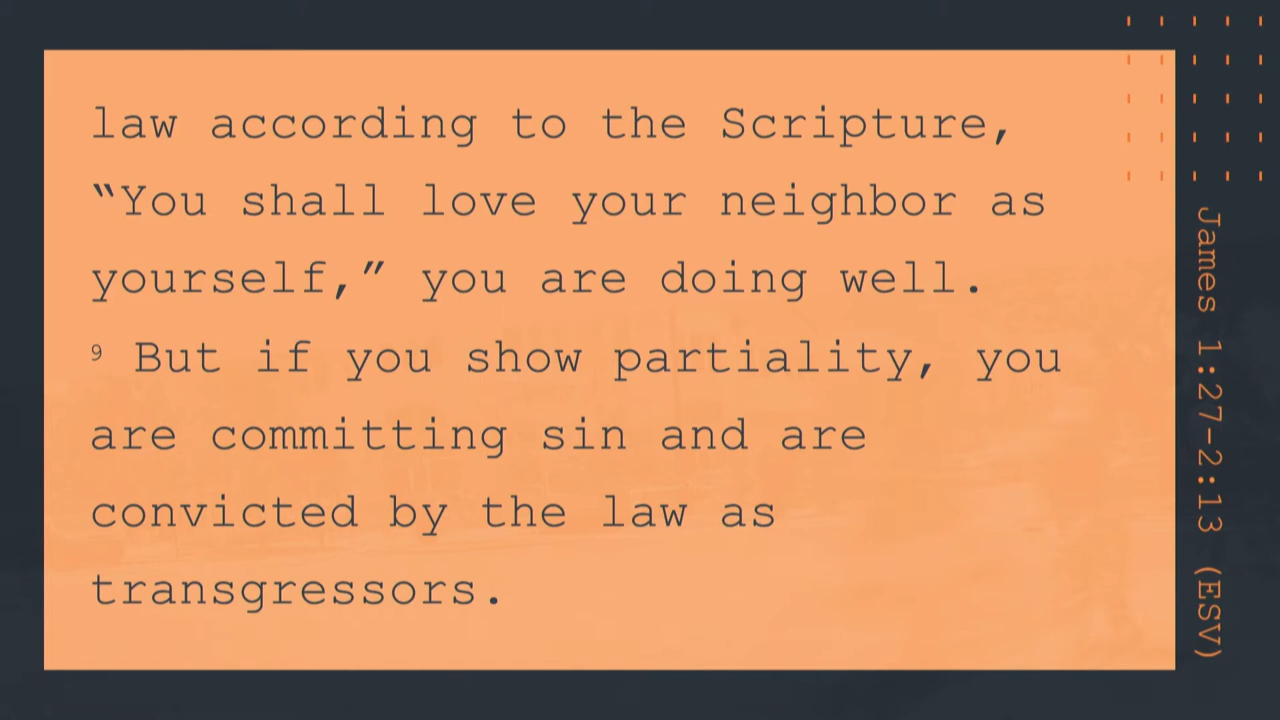 law according to the Scripture,
“You shall love your neighbor as
yourself,” you are doing well.
⁹ But if you show partiality, you
are committing sin and are
convicted by the law as
transgressors.
James 1:27–2:13 (ESV)